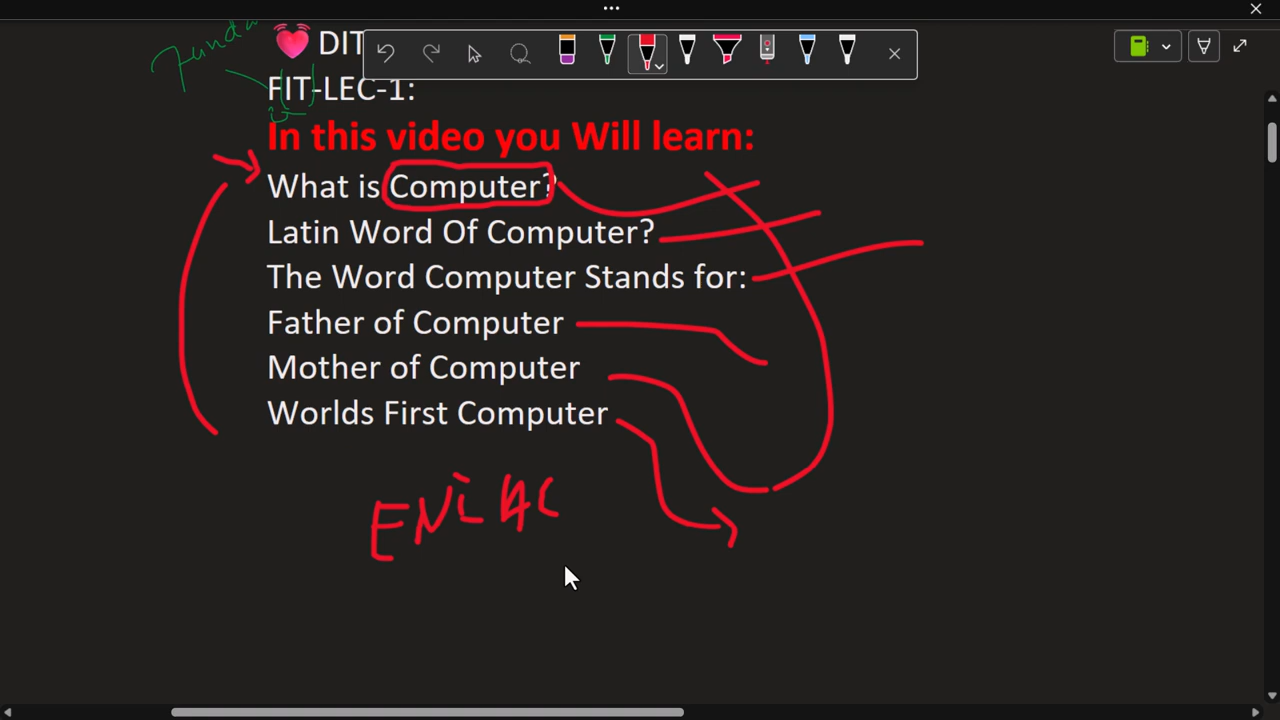 DIT
FIT-LEC-1:
In this video you Will learn:
What is Computer?
Latin Word Of Computer?
The Word Computer Stands for:
Father of Computer
Mother of Computer
Worlds First Computer
ENiAC